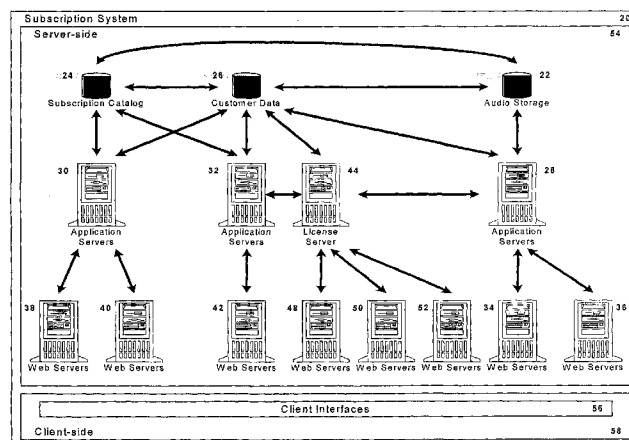 Subscription System 20
Server-side 54
24 26 22
Subscription Catalog Customer Data Audio Storage
30 32 44 28
Application Servers Application Servers License Server Application Servers
38 40 42 48 50 52 34 36
Web Servers Web Servers Web Servers Web Servers Web Servers Web Servers Web Servers Web Servers
Client Interfaces 56
Client-side 58